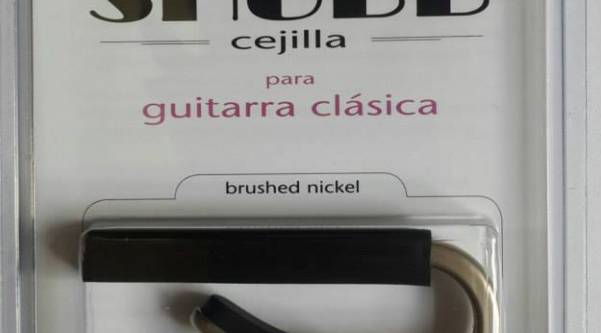 cejilla
para
guitarra clásica
brushed nickel